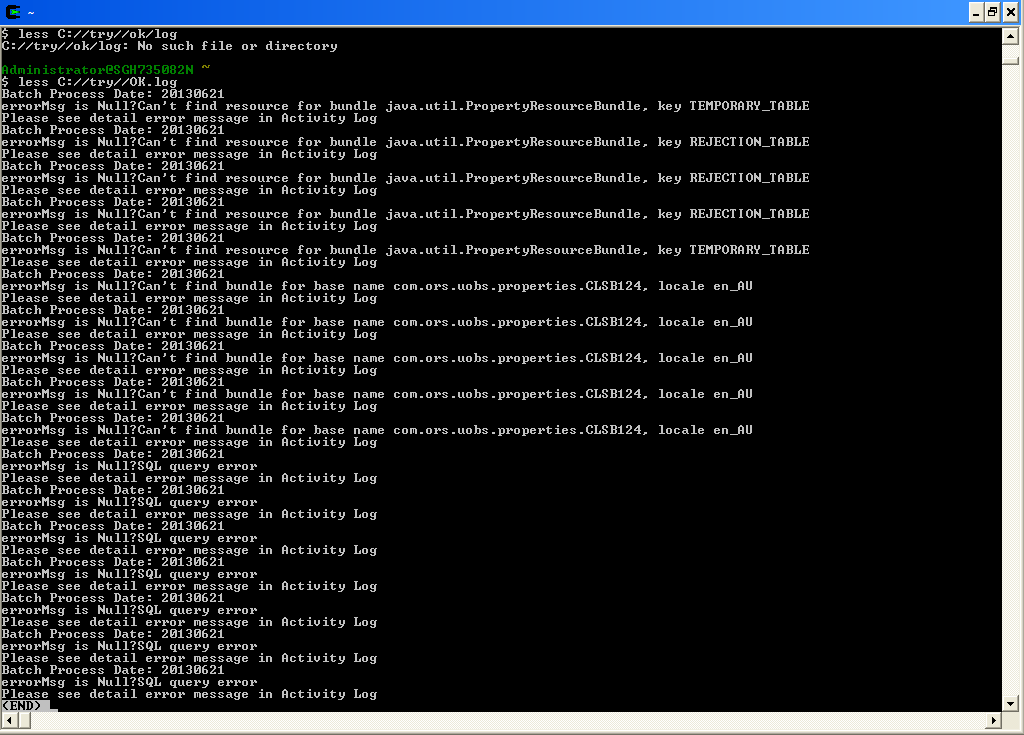 ~
$ less C://try//ok/log
C://try//ok/log: No such file or directory
Administrator@SGH735082N ~
$ less C://try//OK.log
Batch Process Date: 20130621
errorMsg is Null?Can't find resource for bundle java.util.PropertyResourceBundle, key TEMPORARY_TABLE
Please see detail error message in Activity Log
Batch Process Date: 20130621
errorMsg is Null?Can't find resource for bundle java.util.PropertyResourceBundle, key REJECTION_TABLE
Please see detail error message in Activity Log
Batch Process Date: 20130621
errorMsg is Null?Can't find resource for bundle java.util.PropertyResourceBundle, key REJECTION_TABLE
Please see detail error message in Activity Log
Batch Process Date: 20130621
errorMsg is Null?Can't find resource for bundle java.util.PropertyResourceBundle, key REJECTION_TABLE
Please see detail error message in Activity Log
Batch Process Date: 20130621
errorMsg is Null?Can't find resource for bundle java.util.PropertyResourceBundle, key TEMPORARY_TABLE
Please see detail error message in Activity Log
Batch Process Date: 20130621
errorMsg is Null?Can't find bundle for base name com.ors.uobs.properties.CLSB124, locale en_AU
Please see detail error message in Activity Log
Batch Process Date: 20130621
errorMsg is Null?Can't find bundle for base name com.ors.uobs.properties.CLSB124, locale en_AU
Please see detail error message in Activity Log
Batch Process Date: 20130621
errorMsg is Null?Can't find bundle for base name com.ors.uobs.properties.CLSB124, locale en_AU
Please see detail error message in Activity Log
Batch Process Date: 20130621
errorMsg is Null?Can't find bundle for base name com.ors.uobs.properties.CLSB124, locale en_AU
Please see detail error message in Activity Log
Batch Process Date: 20130621
errorMsg is Null?Can't find bundle for base name com.ors.uobs.properties.CLSB124, locale en_AU
Please see detail error message in Activity Log
Batch Process Date: 20130621
errorMsg is Null?SQL query error
Please see detail error message in Activity Log
Batch Process Date: 20130621
errorMsg is Null?SQL query error
Please see detail error message in Activity Log
Batch Process Date: 20130621
errorMsg is Null?SQL query error
Please see detail error message in Activity Log
Batch Process Date: 20130621
errorMsg is Null?SQL query error
Please see detail error message in Activity Log
Batch Process Date: 20130621
errorMsg is Null?SQL query error
Please see detail error message in Activity Log
Batch Process Date: 20130621
errorMsg is Null?SQL query error
Please see detail error message in Activity Log
Batch Process Date: 20130621
errorMsg is Null?SQL query error
Please see detail error message in Activity Log
(END)